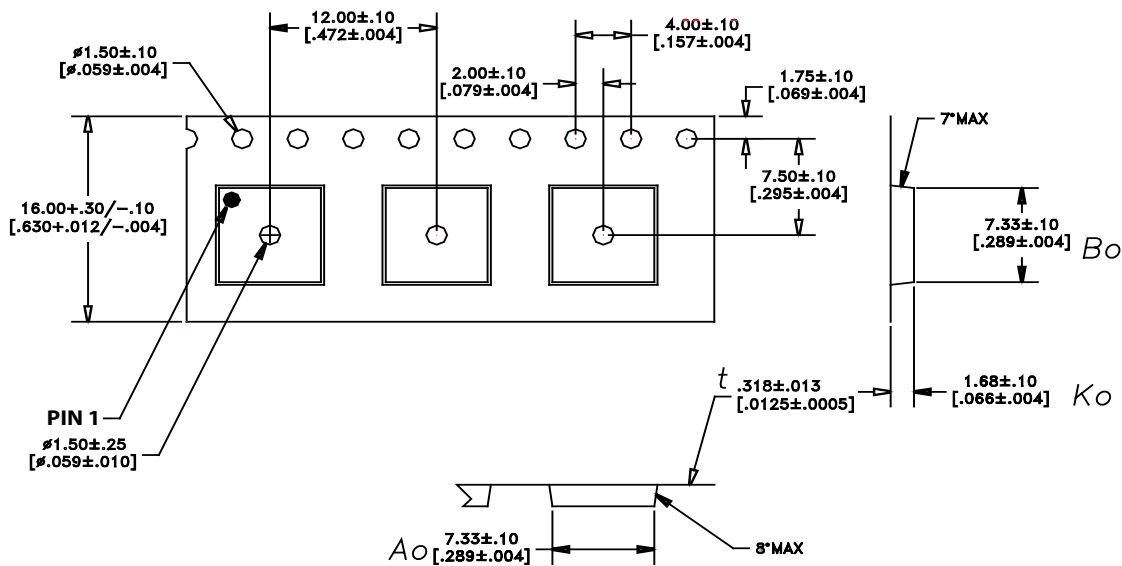 12.00±.10
[.472±.004]
4.00±.10
[.157±.004]
ø1.50±.10
[ø.059±.004]
2.00±.10
[.079±.004]
1.75±.10
[.069±.004]
7°MAX
7.50±.10
[.295±.004]
16.00+.30/−.10
[.630+.012/−.004]
7.33±.10
[.289±.004]
Bo
t .318±.013
[.0125±.0005]
1.68±.10
[.066±.004]
Ko
PIN 1
ø1.50±.25
[ø.059±.010]
Ao 7.33±.10
[.289±.004]
8°MAX